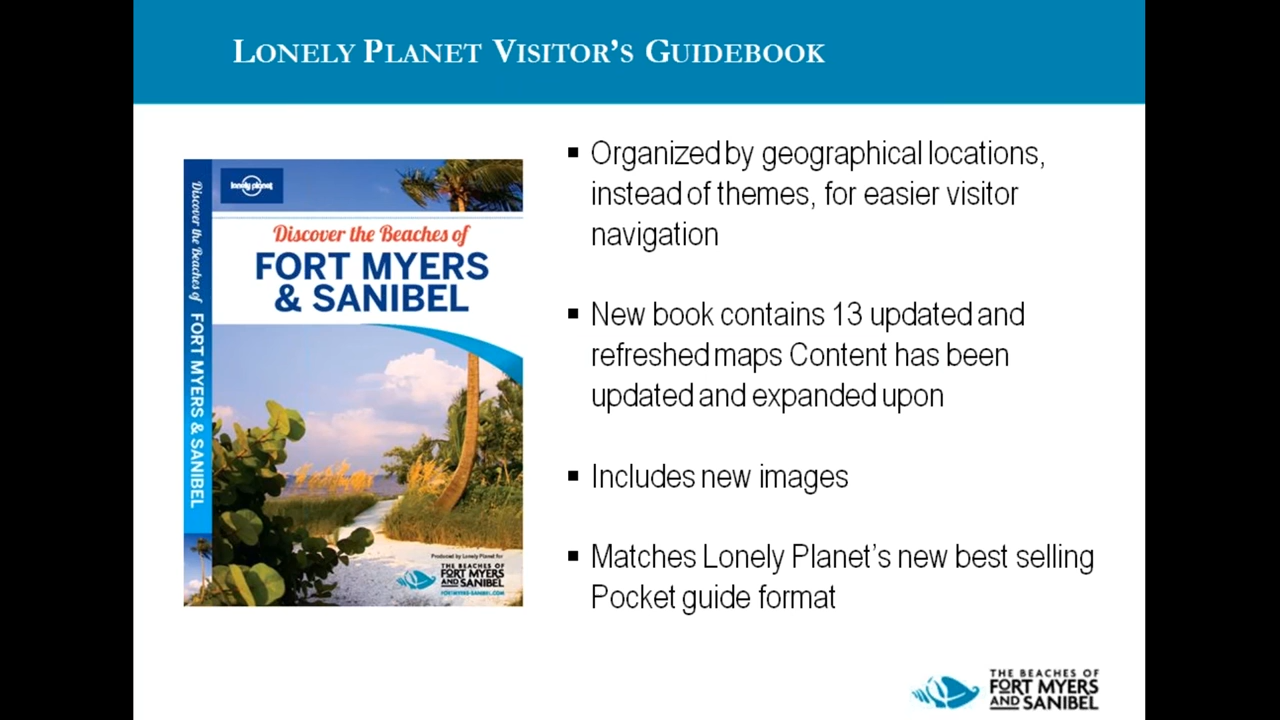 LONELY PLANET VISITOR'S GUIDEBOOK
lonely planet
Discover the Beaches of
FORT MYERS
& SANIBEL
Discover the Beaches of FORT MYERS & SANIBEL
Produced by Lonely Planet for
THE BEACHES OF
FORT MYERS
AND SANIBEL
FORTMYERS-SANIBEL.COM
▪ Organized by geographical locations,
instead of themes, for easier visitor
navigation
▪ New book contains 13 updated and
refreshed maps Content has been
updated and expanded upon
▪ Includes new images
▪ Matches Lonely Planet's new best selling
Pocket guide format
THE BEACHES OF
FORT MYERS
AND SANIBEL